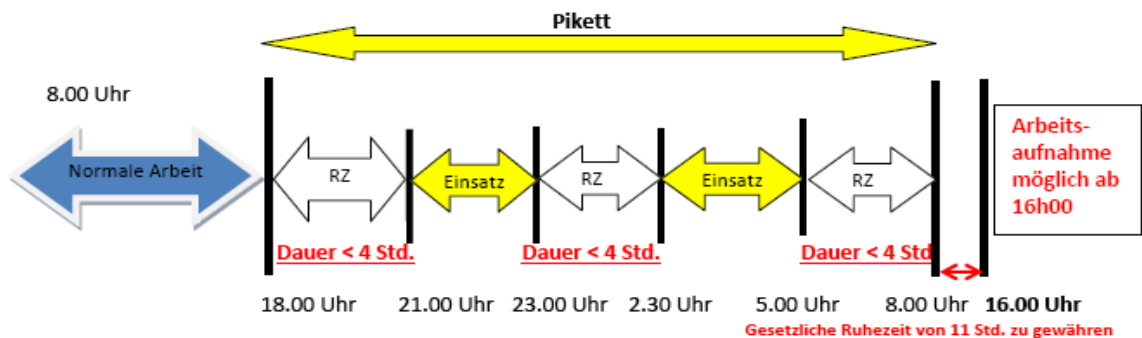 Pikett
8.00 Uhr
Normale Arbeit
RZ
Einsatz
RZ
Einsatz
RZ
Arbeits-
aufnahme
möglich ab
16h00
Dauer < 4 Std.
Dauer < 4 Std.
Dauer < 4 Std
18.00 Uhr
21.00 Uhr
23.00 Uhr
2.30 Uhr
5.00 Uhr
8.00 Uhr
16.00 Uhr
Gesetzliche Ruhezeit von 11 Std. zu gewähren